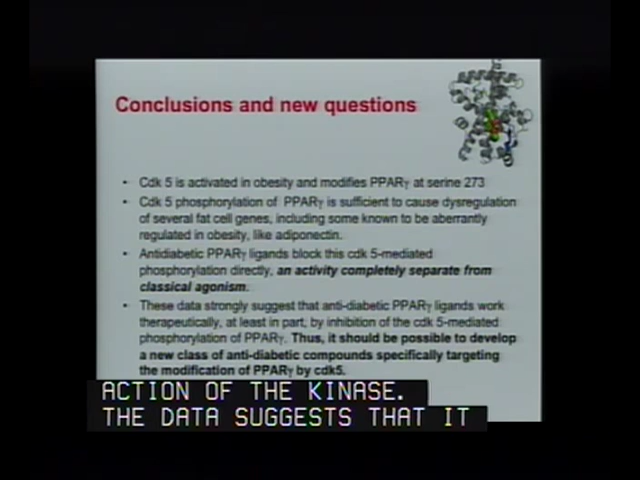 Conclusions and new questions
• Cdk 5 is activated in obesity and modifies PPARγ at serine 273
• Cdk 5 phosphorylation of PPARγ is sufficient to cause dysregulation
of several fat cell genes, including some known to be aberrantly
regulated in obesity, like adiponectin.
• Antidiabetic PPARγ ligands block this cdk 5-mediated
phosphorylation directly, an activity completely separate from
classical agonism.
• These data strongly suggest that anti-diabetic PPARγ ligands work
therapeutically, at least in part, by inhibition of the cdk 5-mediated
phosphorylation of PPARγ. Thus, it should be possible to develop
a new class of anti-diabetic compounds specifically targeting
the modification of PPARγ by cdk5.
ACTION OF THE KINASE.
THE DATA SUGGESTS THAT IT